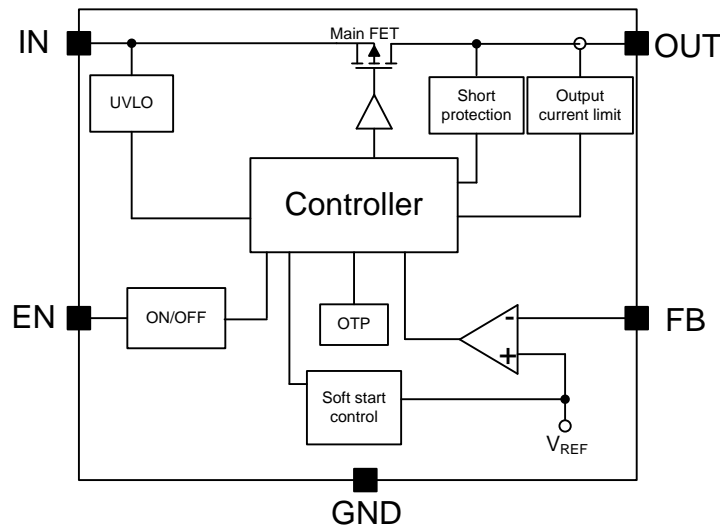 Main FET
IN
OUT
UVLO
Short
protection
Output
current limit
Controller
EN
ON/OFF
OTP
-
+
FB
Soft start
control
VREF
GND